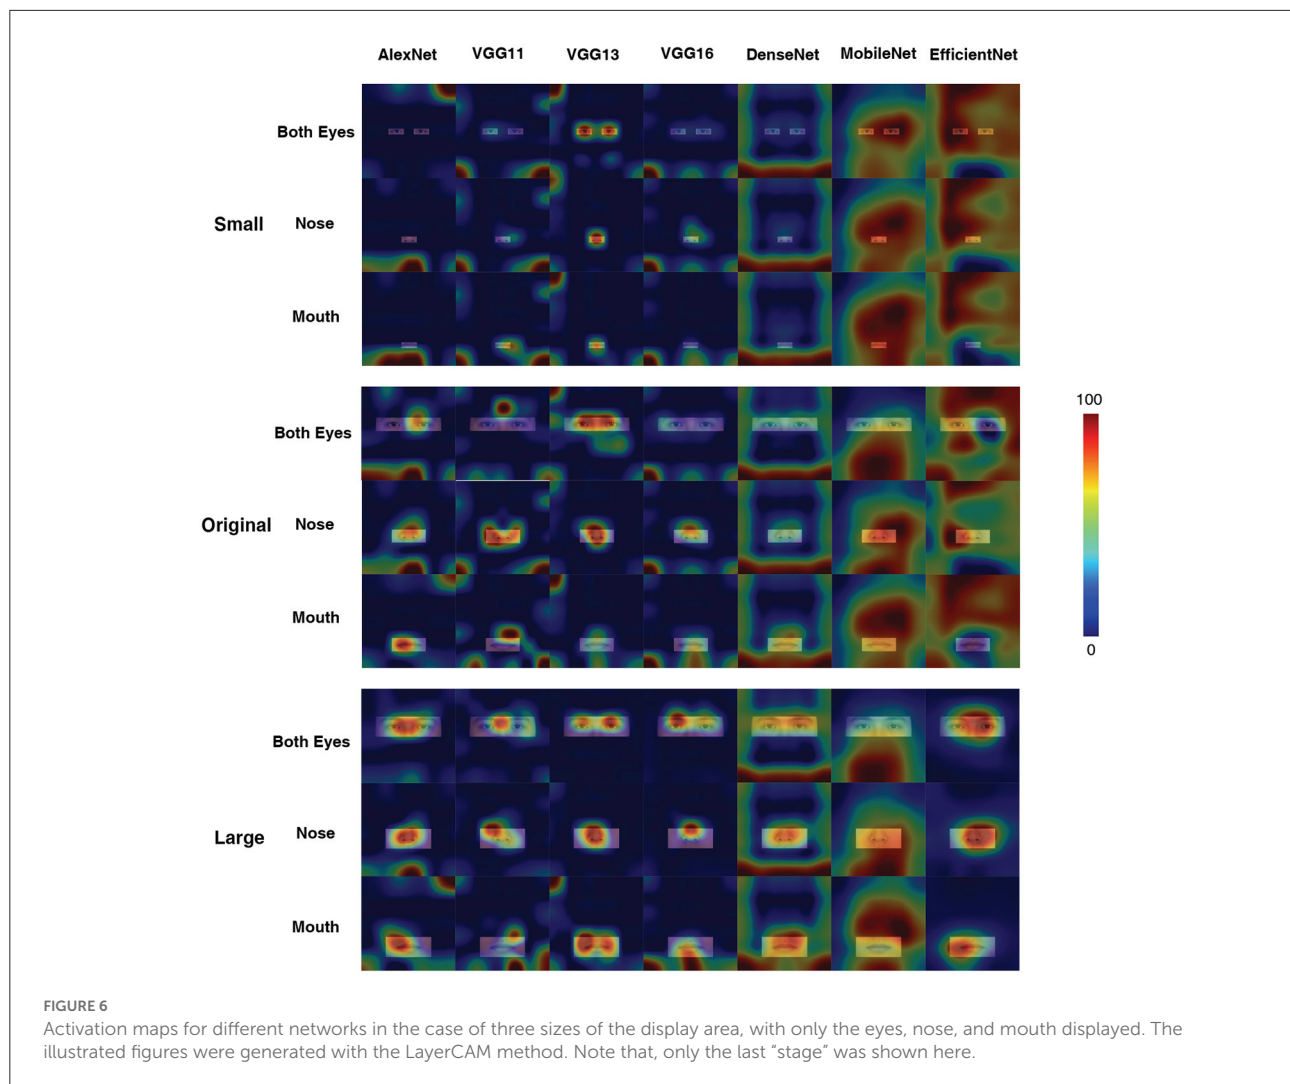 AlexNet VGG11 VGG13 VGG16 DenseNet MobileNet EfficientNet
Both Eyes
Small Nose
Mouth
Both Eyes
100
0
Original Nose
Mouth
Both Eyes
Large Nose
Mouth
FIGURE 6
Activation maps for different networks in the case of three sizes of the display area, with only the eyes, nose, and mouth displayed. The
illustrated figures were generated with the LayerCAM method. Note that, only the last “stage” was shown here.